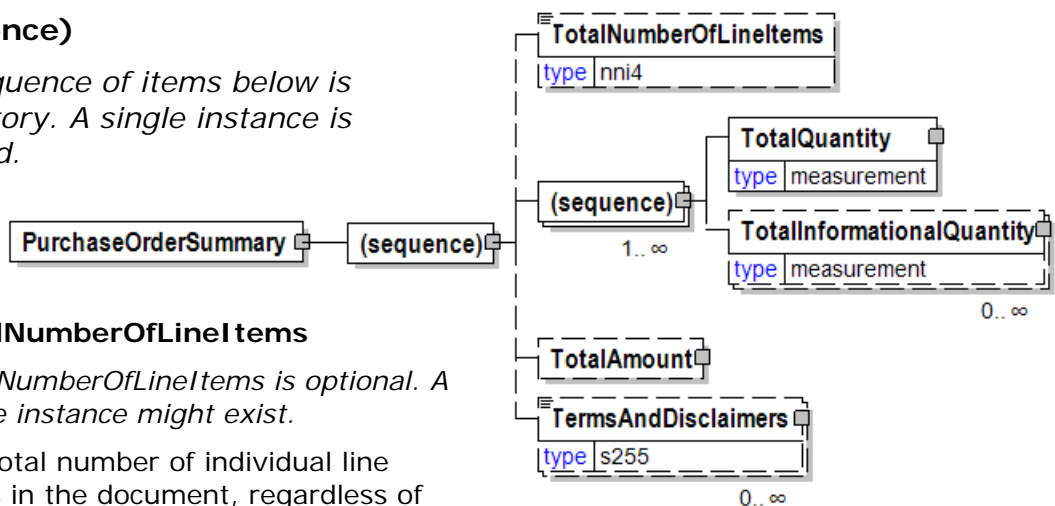 nce)
quence of items below is
tory. A single instance is
d.
lNumberOfLineItems
NumberOfLineItems is optional. A
e instance might exist.
otal number of individual line
in the document, regardless of
PurchaseOrderSummary
(sequence)
TotalNumberOfLineItems
type nni4
(sequence)
1.. ∞
TotalQuantity
type measurement
TotalInformationalQuantity
type measurement
0.. ∞
TotalAmount
TermsAndDisclaimers
type s255
0.. ∞